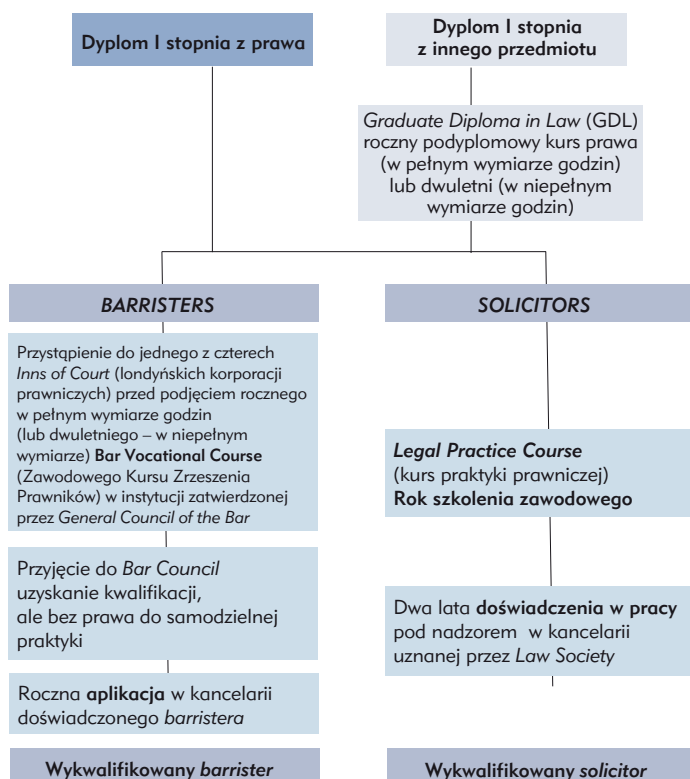 Dyplom I stopnia z prawa
Dyplom I stopnia
z innego przedmiotu
Graduate Diploma in Law (GDL)
roczny podyplomowy kurs prawa
(w pełnym wymiarze godzin)
lub dwuletni (w niepełnym
wymiarze godzin)
BARRISTERS
Przystąpienie do jednego z czterech
Inns of Court (londyńskich korporacji
prawniczych) przed podjęciem rocznego
w pełnym wymiarze godzin
(lub dwuletniego – w niepełnym
wymiarze) Bar Vocational Course
(Zawodowego Kursu Zrzeszenia
Prawników) w instytucji zatwierdzonej
przez General Council of the Bar
Przyjęcie do Bar Council
uzyskanie kwalifikacji,
ale bez prawa do samodzielnej
praktyki
Roczna aplikacja w kancelarii
doświadczonego barristera
Wykwalifikowany barrister
SOLICITORS
Legal Practice Course
(kurs praktyki prawniczej)
Rok szkolenia zawodowego
Dwa lata doświadczenia w pracy
pod nadzorem w kancelarii
uznanej przez Law Society
Wykwalifikowany solicitor